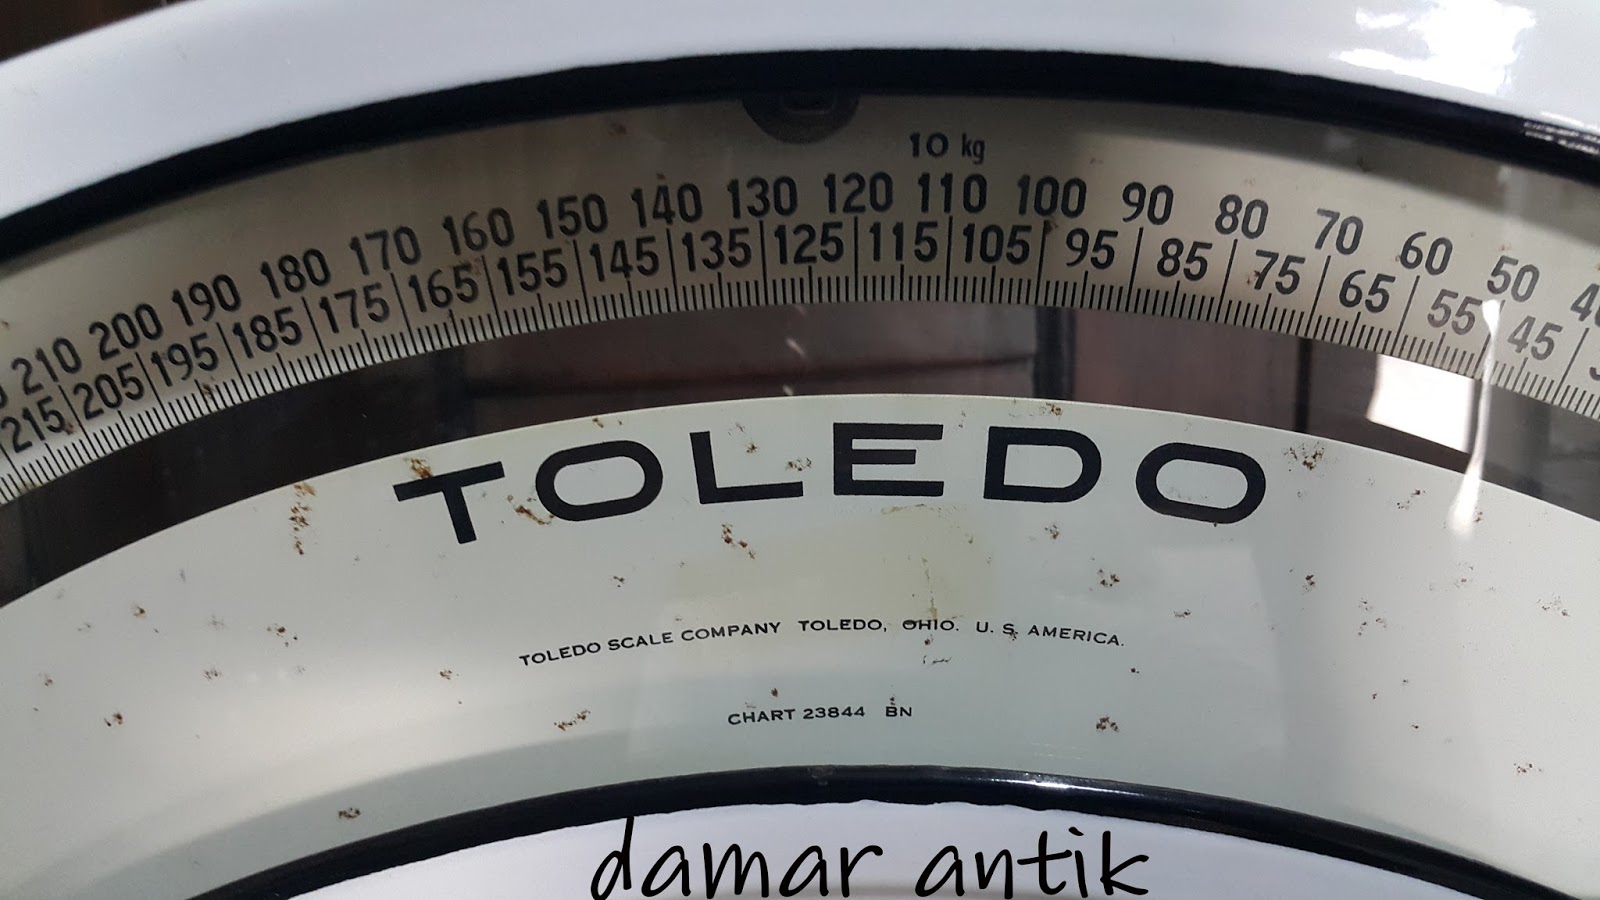 10 kg
210 200 190 180 170 160 150 140 130 120 110 100 90 80 70 60 50
215 205 195 185 175 165 155 145 135 125 115 105 95 85 75 65 55 45
TOLEDO
TOLEDO SCALE COMPANY TOLEDO, OHIO. U. S. AMERICA.
CHART 23844 BN
damar antik